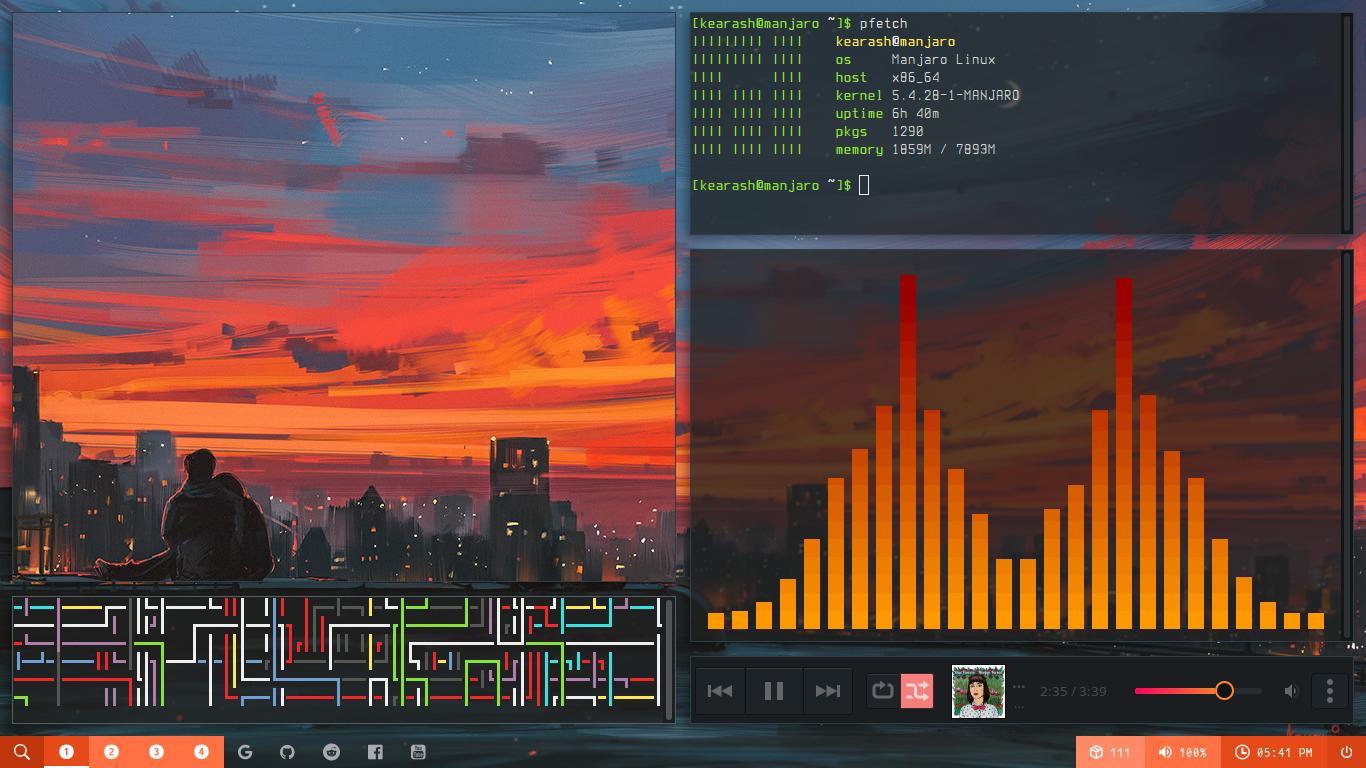 [kearash@manjaro ~]$ pfetch
kearash@manjaro
os Manjaro Linux
host x86_64
kernel 5.4.28-1-MANJARO
uptime 6h 40m
pkgs 1290
memory 1859M / 7893M
[kearash@manjaro ~]$
2:35 / 3:39
1 2 3 4
111 100% 05:41 PM